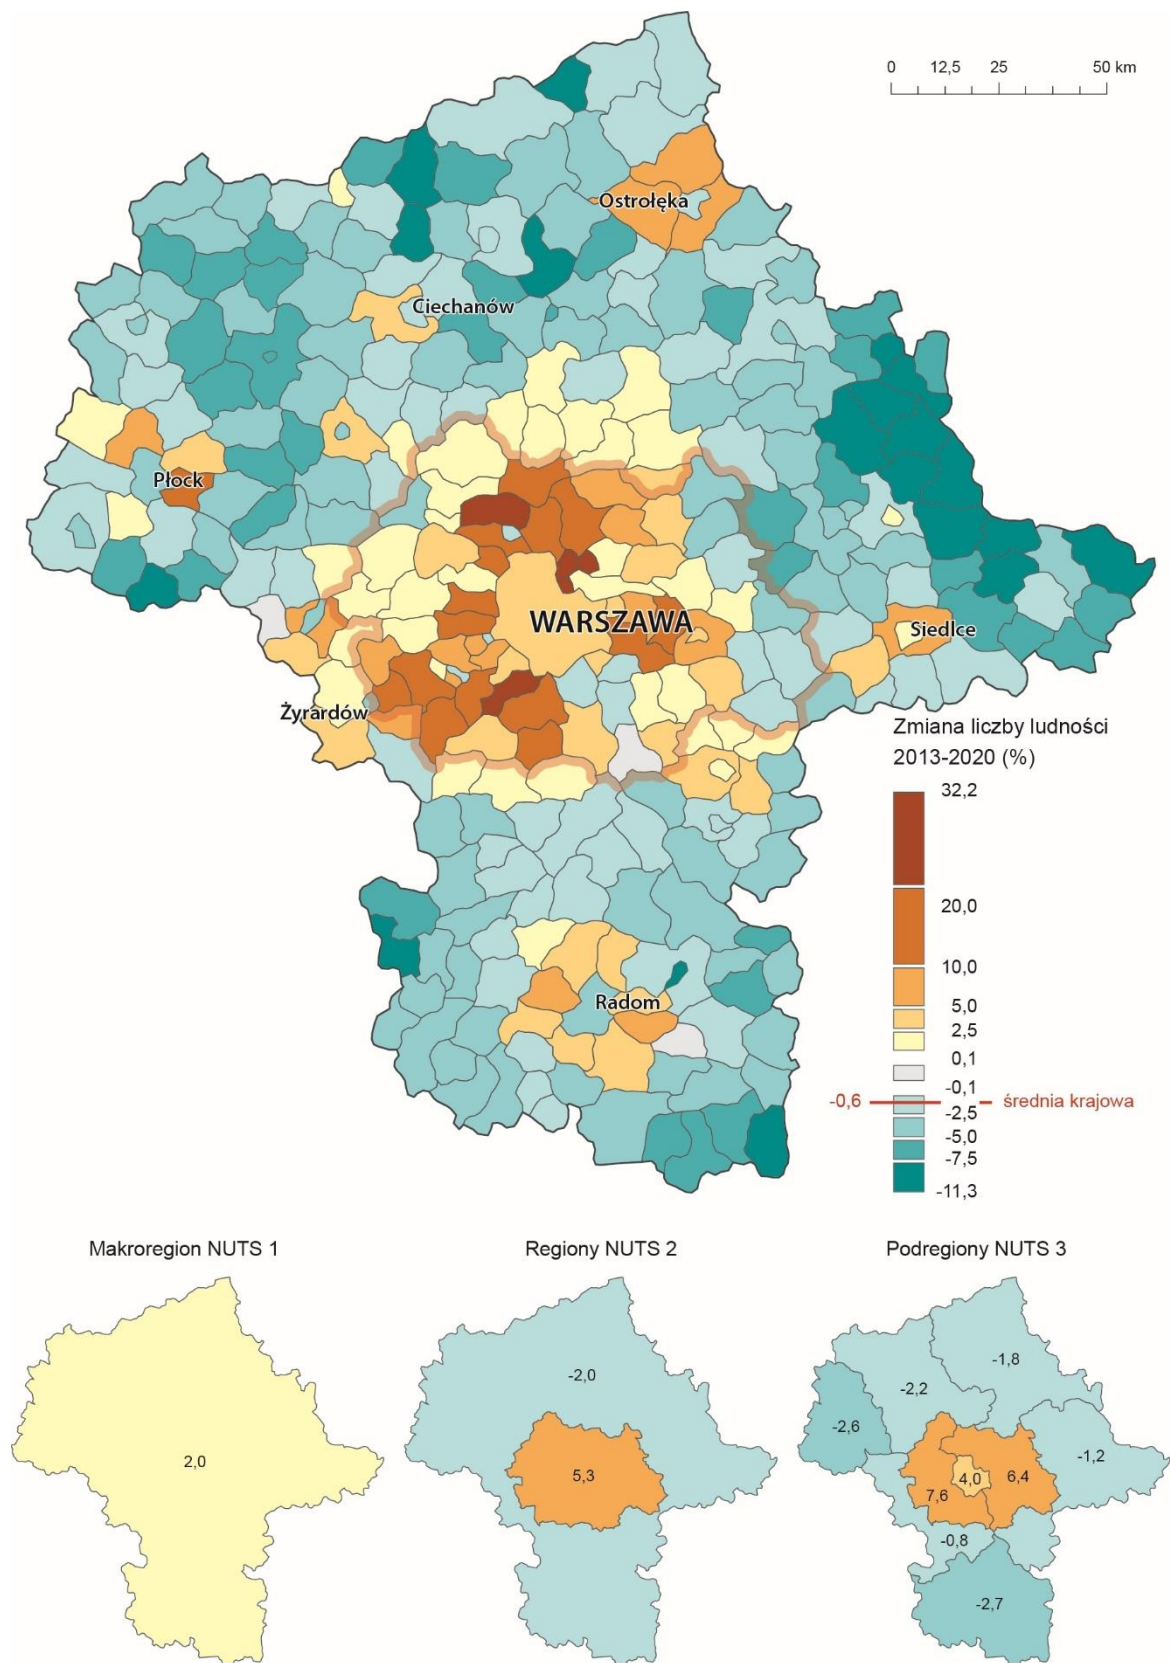 0 12,5 25 50 km
Ostrołęka
Ciechanów
Płock
WARSZAWA
Siedlce
Żyrardów
Radom
Zmiana liczby ludności
2013-2020 (%)
32,2
20,0
10,0
5,0
2,5
0,1
-0,1
-0,6 średnia krajowa
-2,5
-5,0
-7,5
-11,3
Makroregion NUTS 1
Regiony NUTS 2
Podregiony NUTS 3
2,0
-2,0
5,3
-1,8
-2,2
-2,6
-1,2
4,0
6,4
7,6
-0,8
-2,7